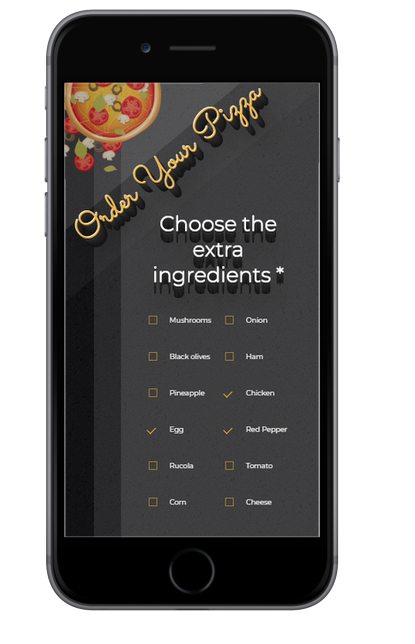 Order Your Pizza
Choose the
extra
ingredients *
Mushrooms Onion
Black olives Ham
Pineapple Chicken
Egg Red Pepper
Rucola Tomato
Corn Cheese